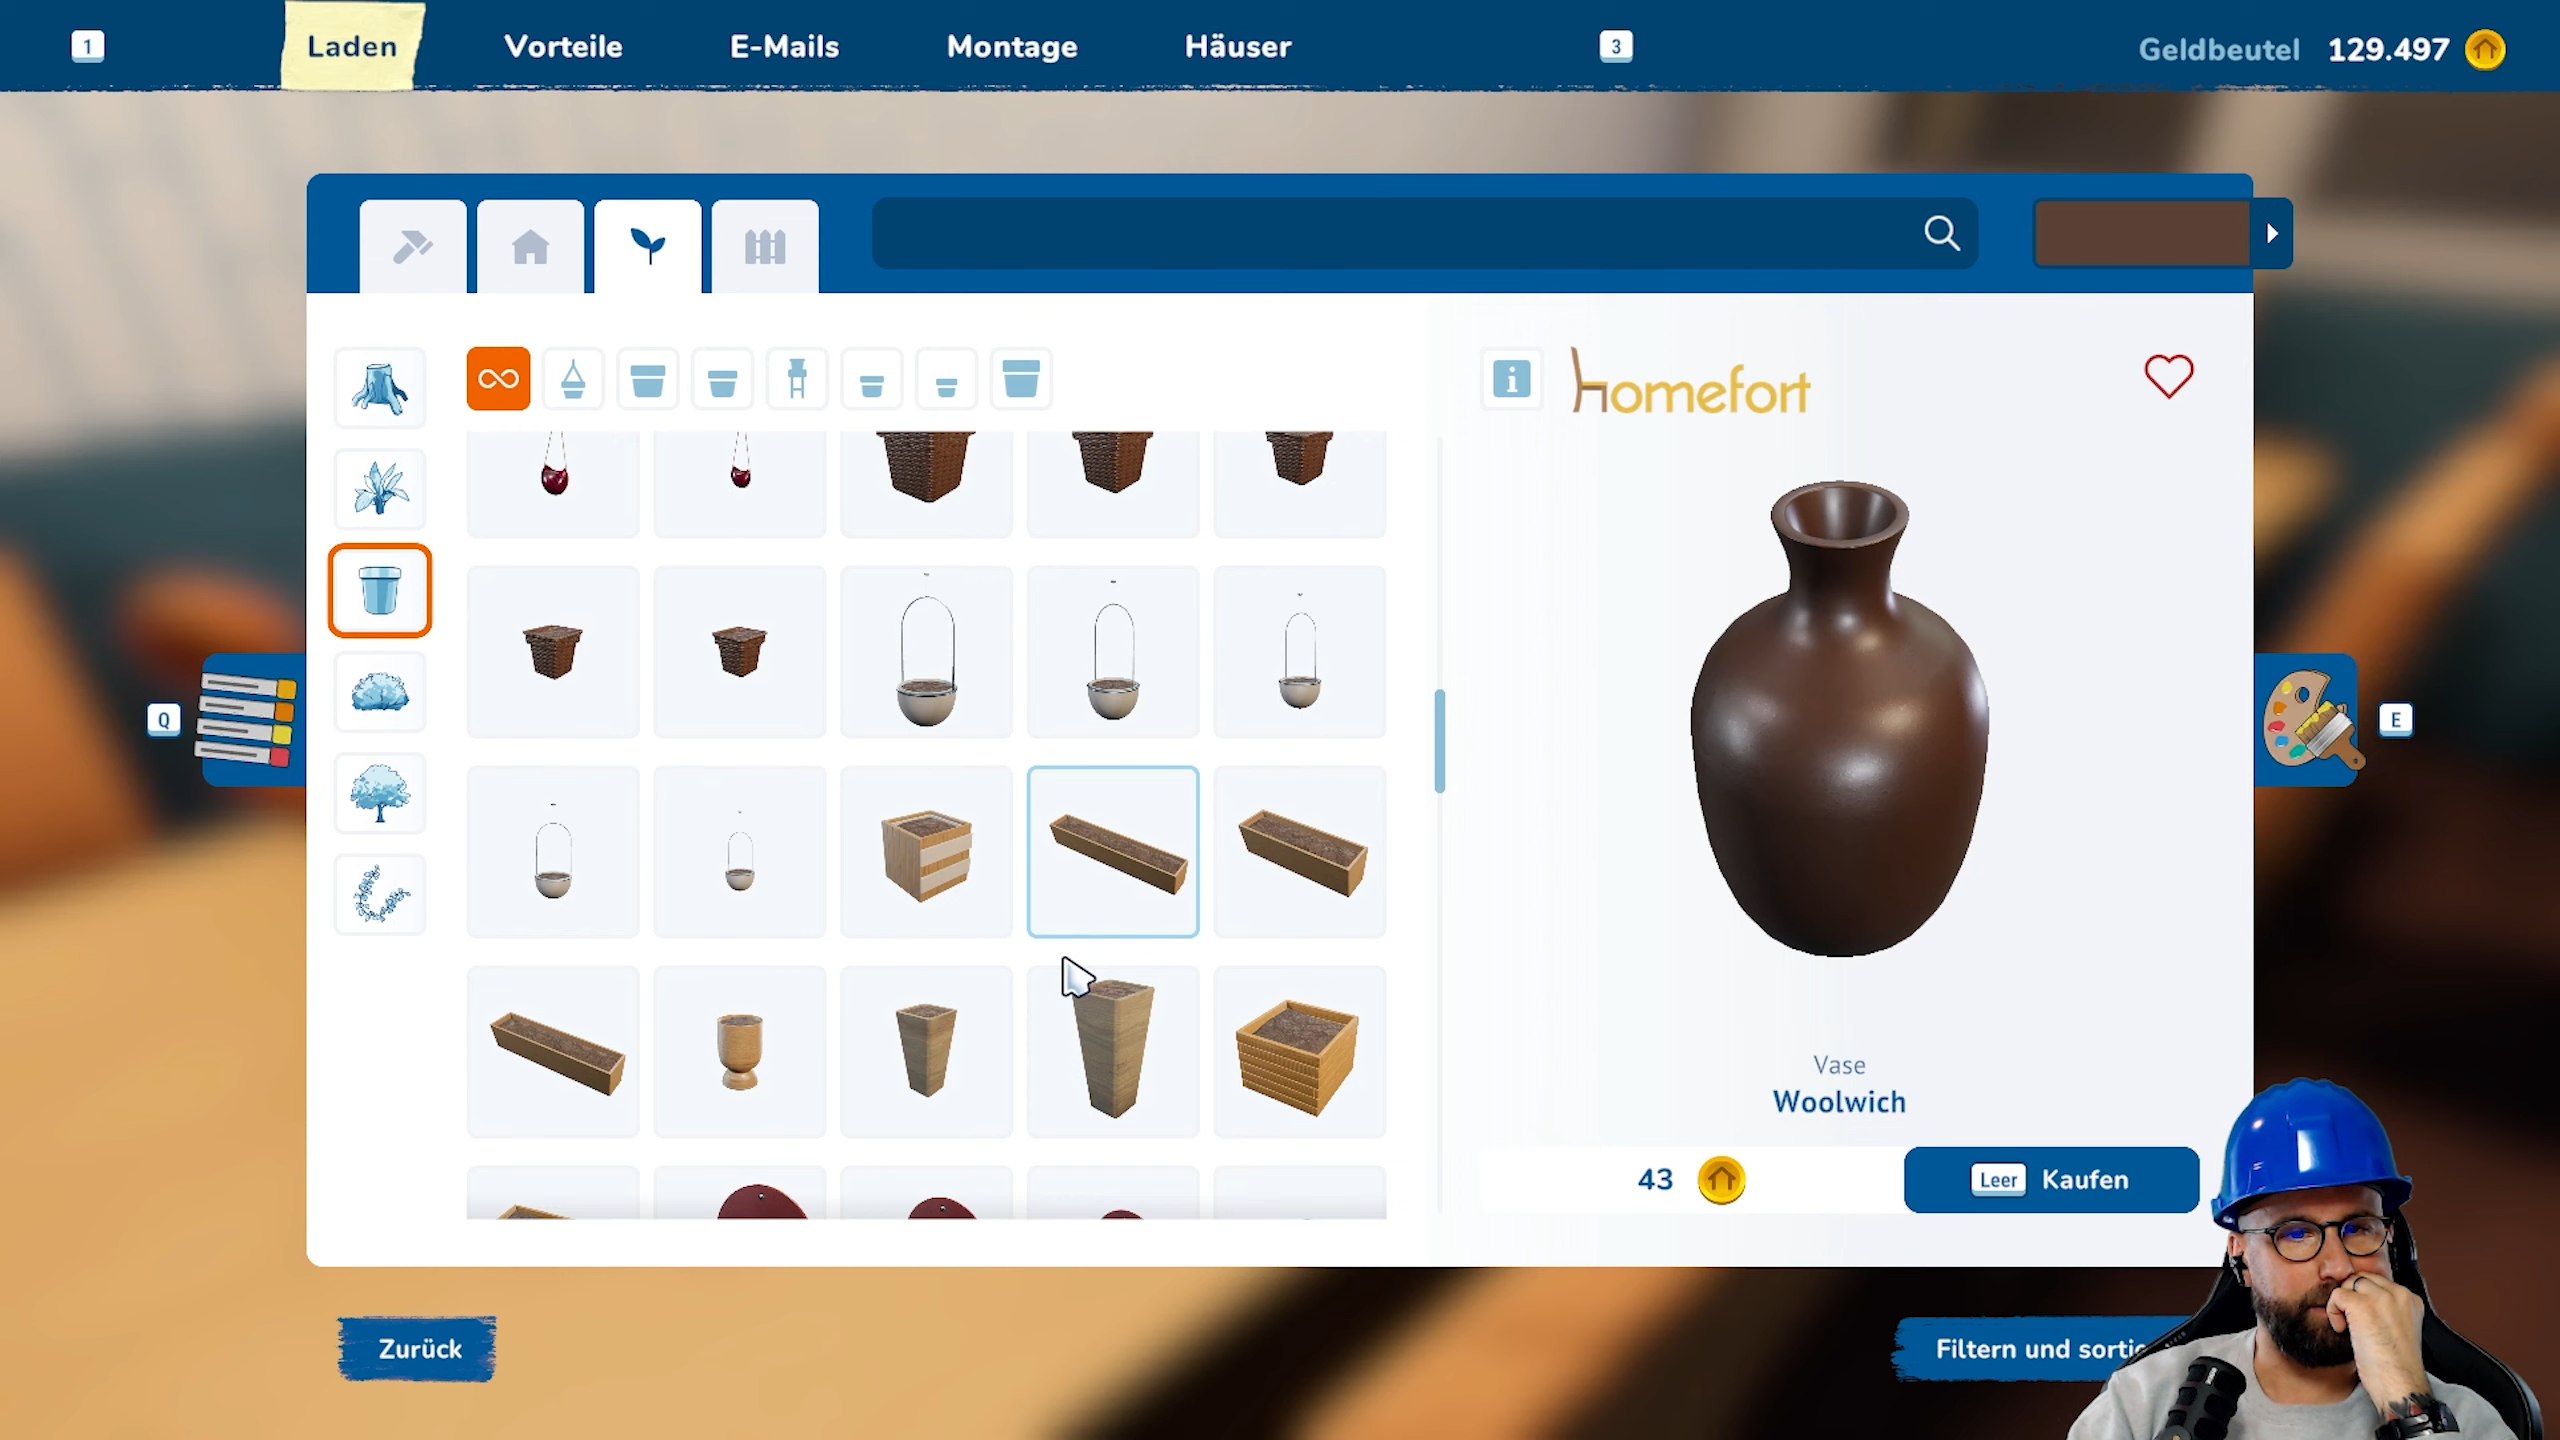 1
Laden
Vorteile
E-Mails
Montage
Häuser
3
Geldbeutel 129.497
i
homefort
Q
E
Vase
Woolwich
43
Leer Kaufen
Zurück
Filtern und